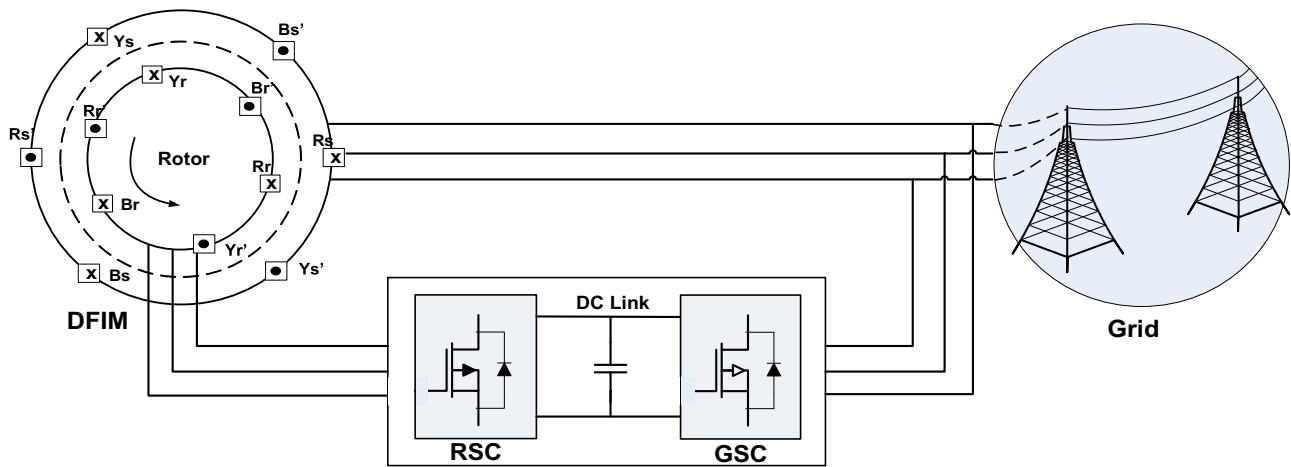 Ys
Bs’
Yr
Br’
Rr’
Rs’
Rs
Rotor
Rr
Br
Yr’
Bs
Ys’
DFIM
DC Link
Grid
RSC
GSC